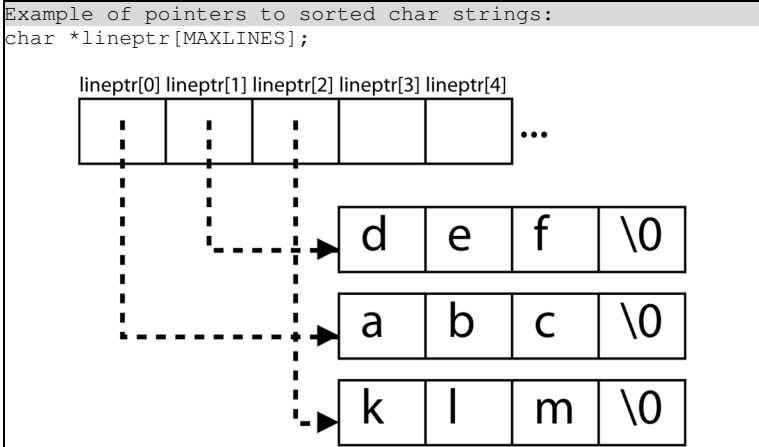 Example of pointers to sorted char strings:
char *lineptr[MAXLINES];
lineptr[0] lineptr[1] lineptr[2] lineptr[3] lineptr[4]
...
d e f \0
a b c \0
k l m \0